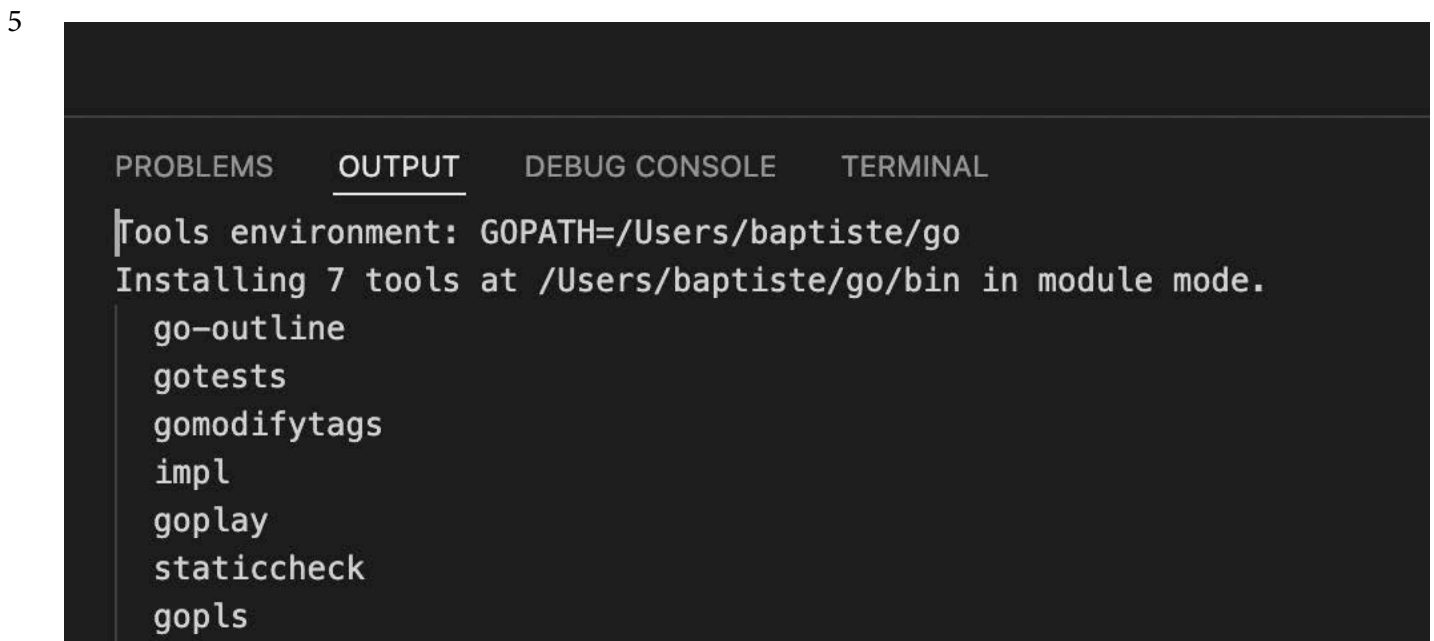 5
PROBLEMS OUTPUT DEBUG CONSOLE TERMINAL
Tools environment: GOPATH=/Users/baptiste/go
Installing 7 tools at /Users/baptiste/go/bin in module mode.
go-outline
gotests
gomodifytags
impl
goplay
staticcheck
gopls